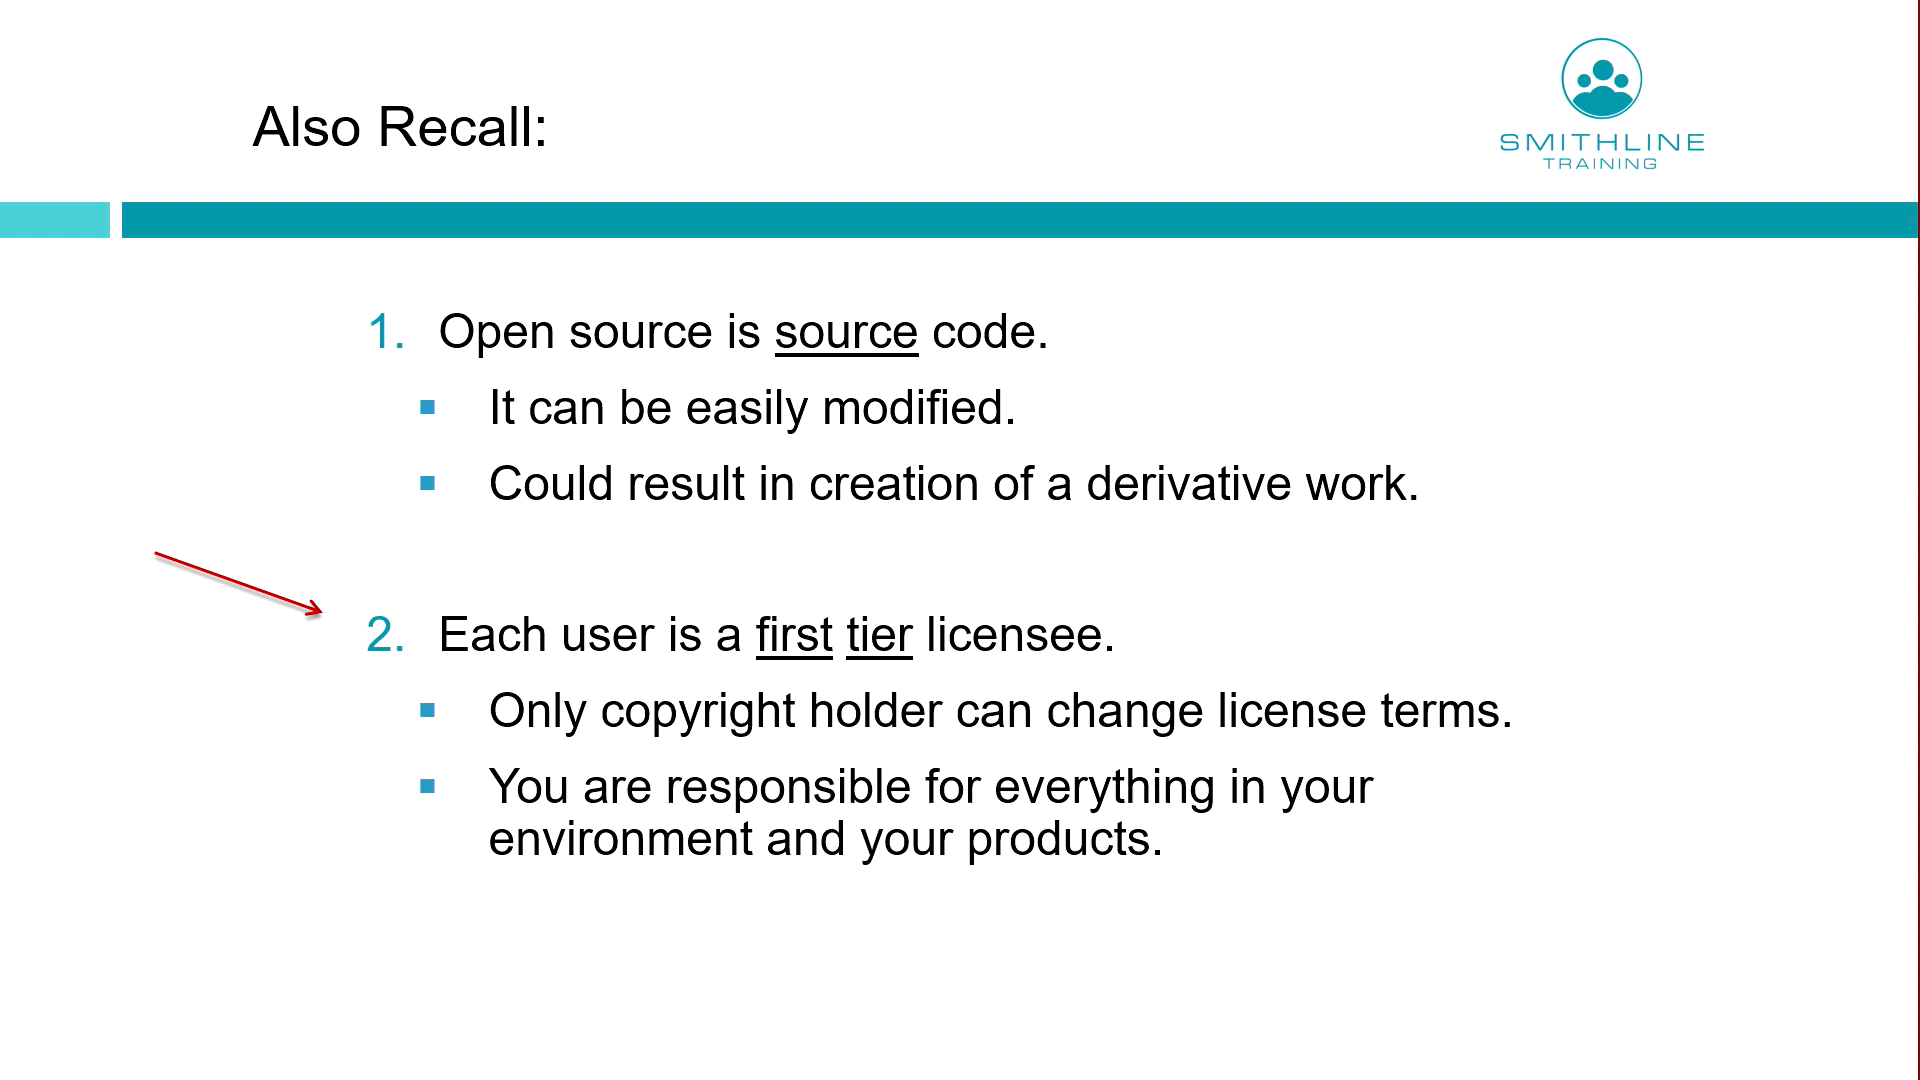 Also Recall:
SMITHLINE
TRAINING
1. Open source is source code.
▪ It can be easily modified.
▪ Could result in creation of a derivative work.
2. Each user is a first tier licensee.
▪ Only copyright holder can change license terms.
▪ You are responsible for everything in your
environment and your products.